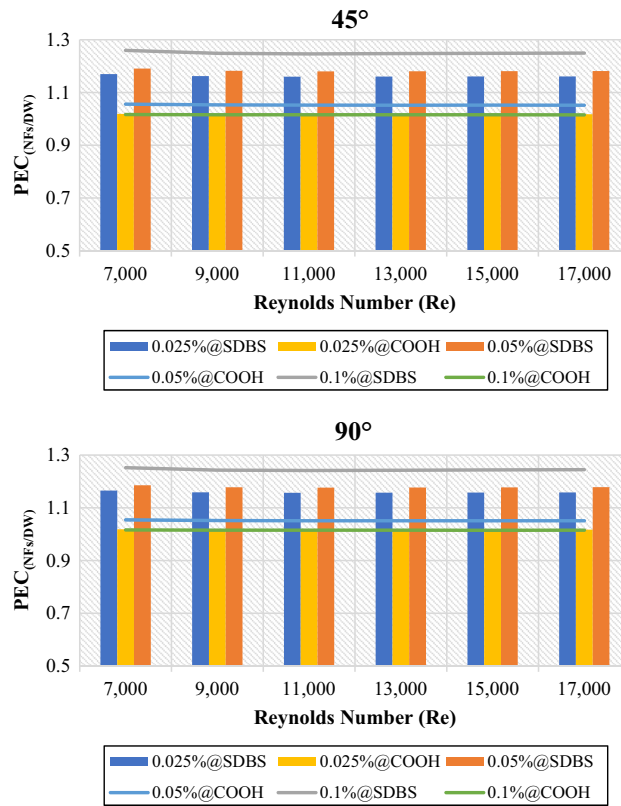 45°
1.3
1.1
0.9
0.7
0.5
PEC(NFs/DW)
7,000 9,000 11,000 13,000 15,000 17,000
Reynolds Number (Re)
0.025%@SDBS 0.025%@COOH 0.05%@SDBS
0.05%@COOH 0.1%@SDBS 0.1%@COOH
90°
1.3
1.1
0.9
0.7
0.5
PEC(NFs/DW)
7,000 9,000 11,000 13,000 15,000 17,000
Reynolds Number (Re)
0.025%@SDBS 0.025%@COOH 0.05%@SDBS
0.05%@COOH 0.1%@SDBS 0.1%@COOH